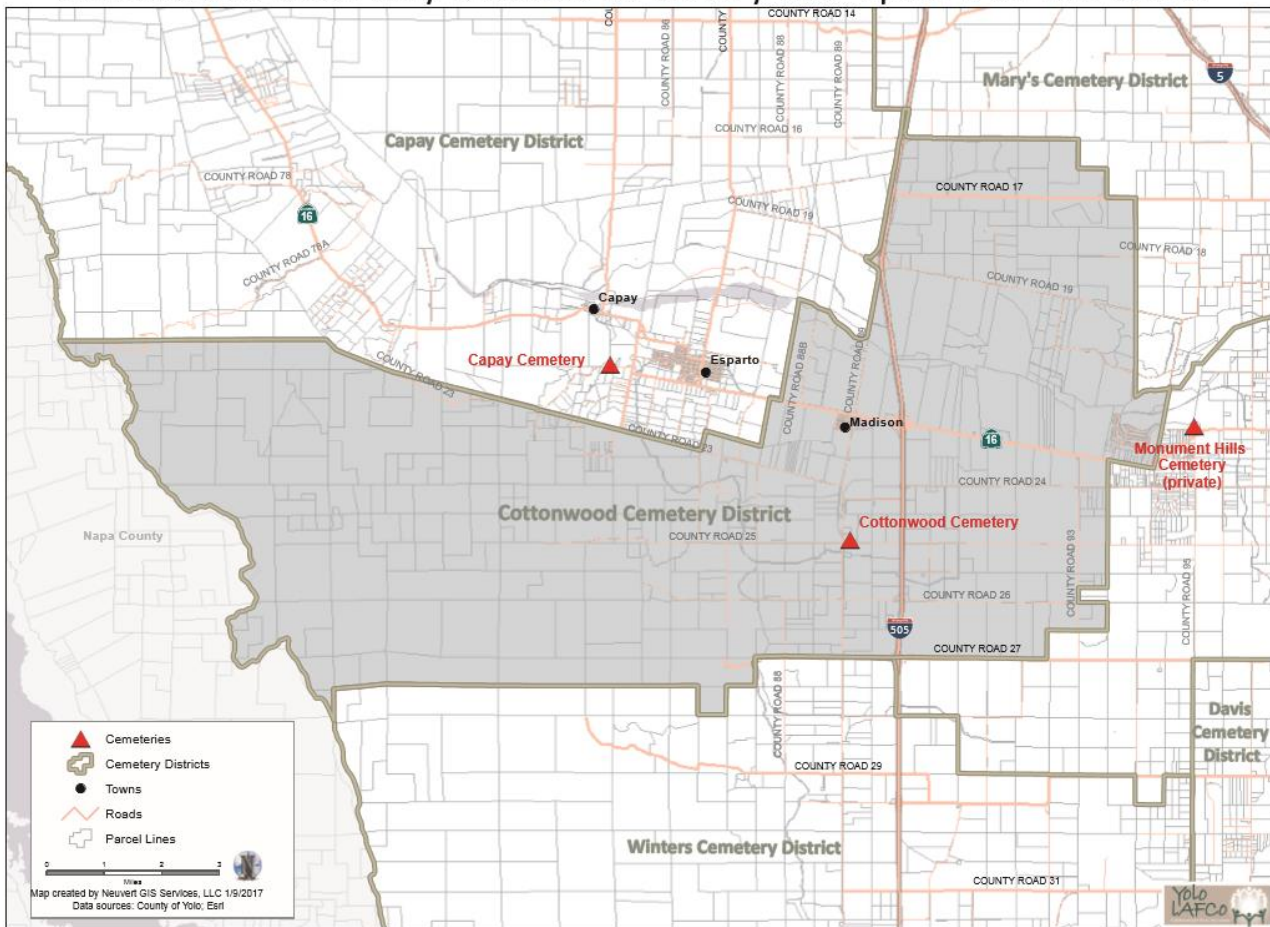 COUNTY ROAD 14
COUNTY ROAD 86
COUNTY
COUNTY ROAD 88
COUNTY ROAD 89
Mary's Cemetery District
5
COUNTY ROAD 16
Capay Cemetery District
COUNTY ROAD 78
COUNTY ROAD 17
16
COUNTY ROAD 19
COUNTY ROAD 18
COUNTY ROAD 78A
COUNTY ROAD 19
Capay
Capay Cemetery
Esparto
COUNTY ROAD 23
COUNTY ROAD 88B
Madison
COUNTY ROAD 23
16
Monument Hills
Cemetery
(private)
COUNTY ROAD 24
Cottonwood Cemetery District
Cottonwood Cemetery
Napa County
COUNTY ROAD 25
COUNTY ROAD 93
COUNTY ROAD 95
COUNTY ROAD 26
505
COUNTY ROAD 27
COUNTY ROAD 88
Davis
Cemetery
District
COUNTY ROAD 29
Winters Cemetery District
COUNTY ROAD 31
Cemeteries
Cemetery Districts
Towns
Roads
Parcel Lines
0 1 2 3
Miles
N
Map created by Neuvert GIS Services, LLC 1/9/2017
Data sources: County of Yolo; Esri
YOLO
LAFCo